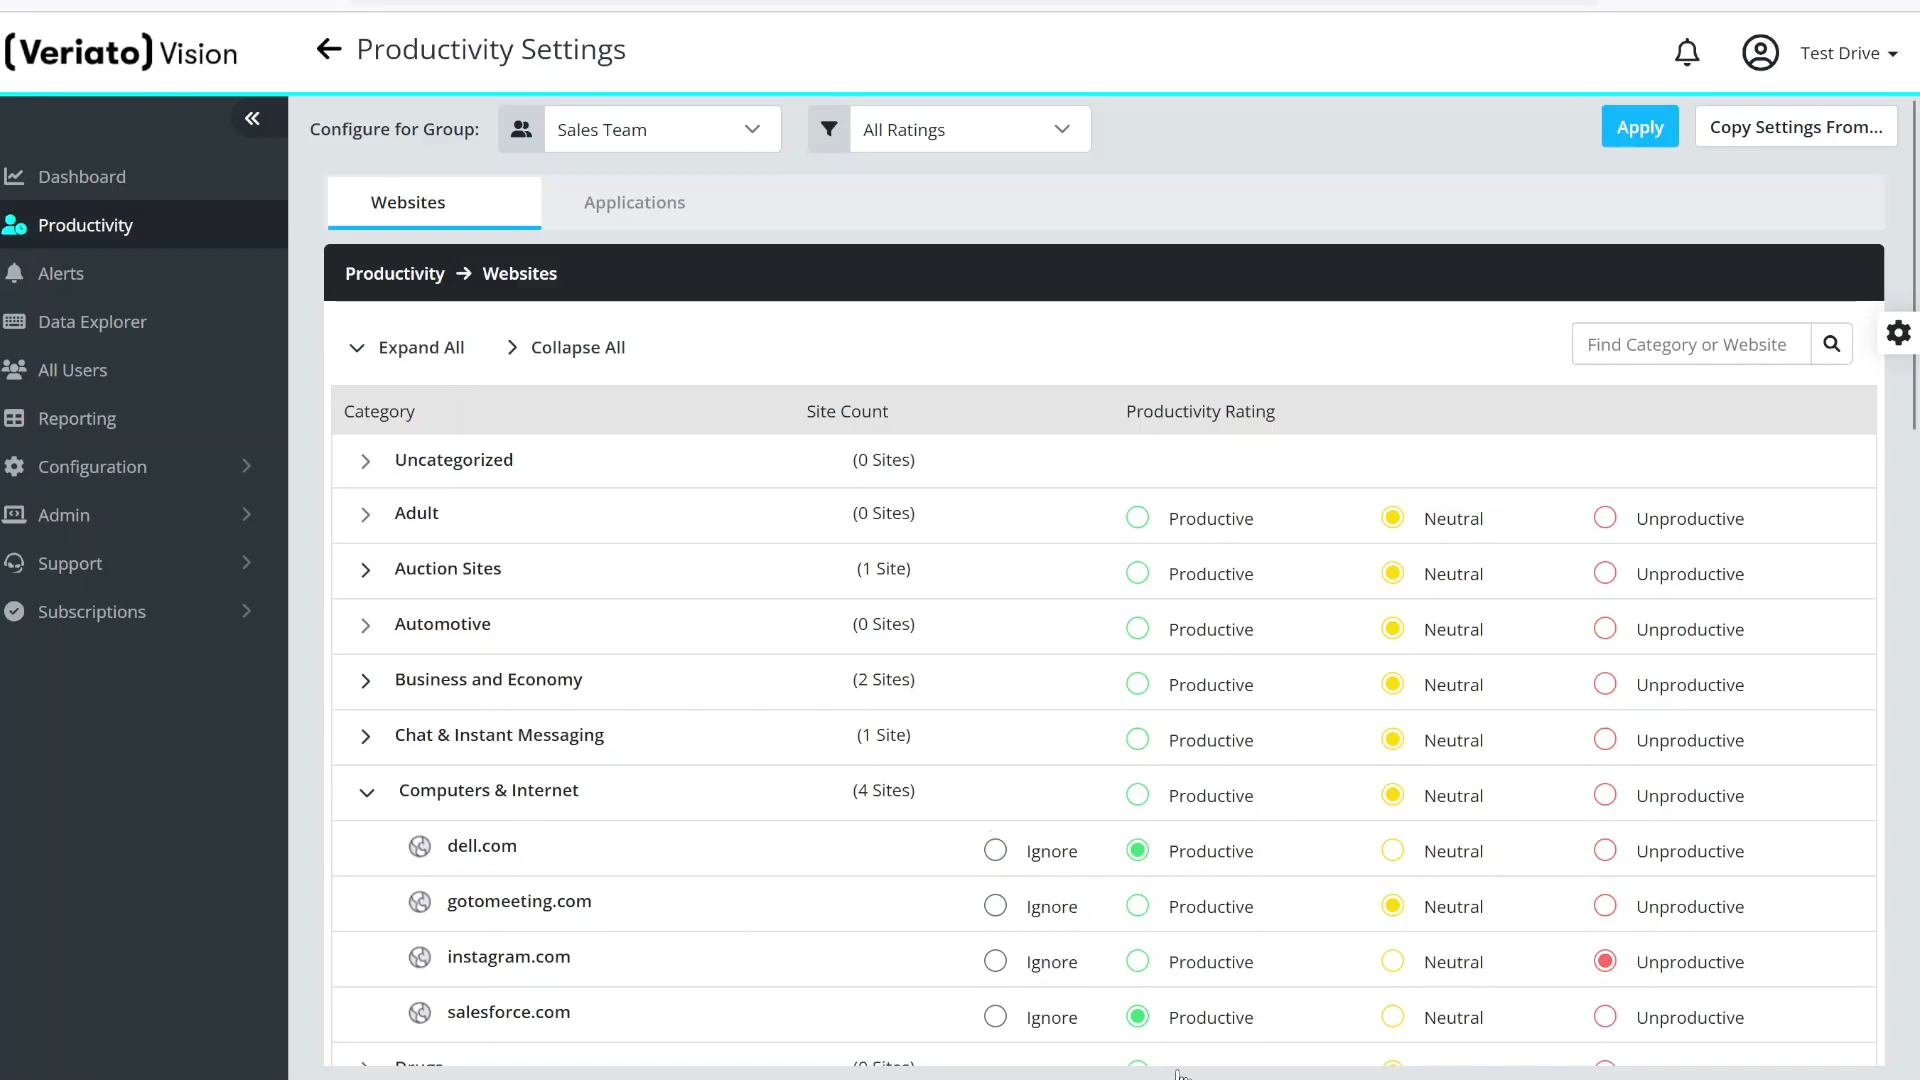 (Veriato) Vision
Productivity Settings
Test Drive
Configure for Group:
Sales Team
All Ratings
Apply
Copy Settings From...
Dashboard
Productivity
Alerts
Data Explorer
All Users
Reporting
Configuration
Admin
Support
Subscriptions
Websites
Applications
Productivity → Websites
Expand All
Collapse All
Find Category or Website
Category Site Count Productivity Rating
Uncategorized (0 Sites)
Adult (0 Sites) Productive Neutral Unproductive
Auction Sites (1 Site) Productive Neutral Unproductive
Automotive (0 Sites) Productive Neutral Unproductive
Business and Economy (2 Sites) Productive Neutral Unproductive
Chat & Instant Messaging (1 Site) Productive Neutral Unproductive
Computers & Internet (4 Sites) Productive Neutral Unproductive
dell.com Ignore Productive Neutral Unproductive
gotomeeting.com Ignore Productive Neutral Unproductive
instagram.com Ignore Productive Neutral Unproductive
salesforce.com Ignore Productive Neutral Unproductive